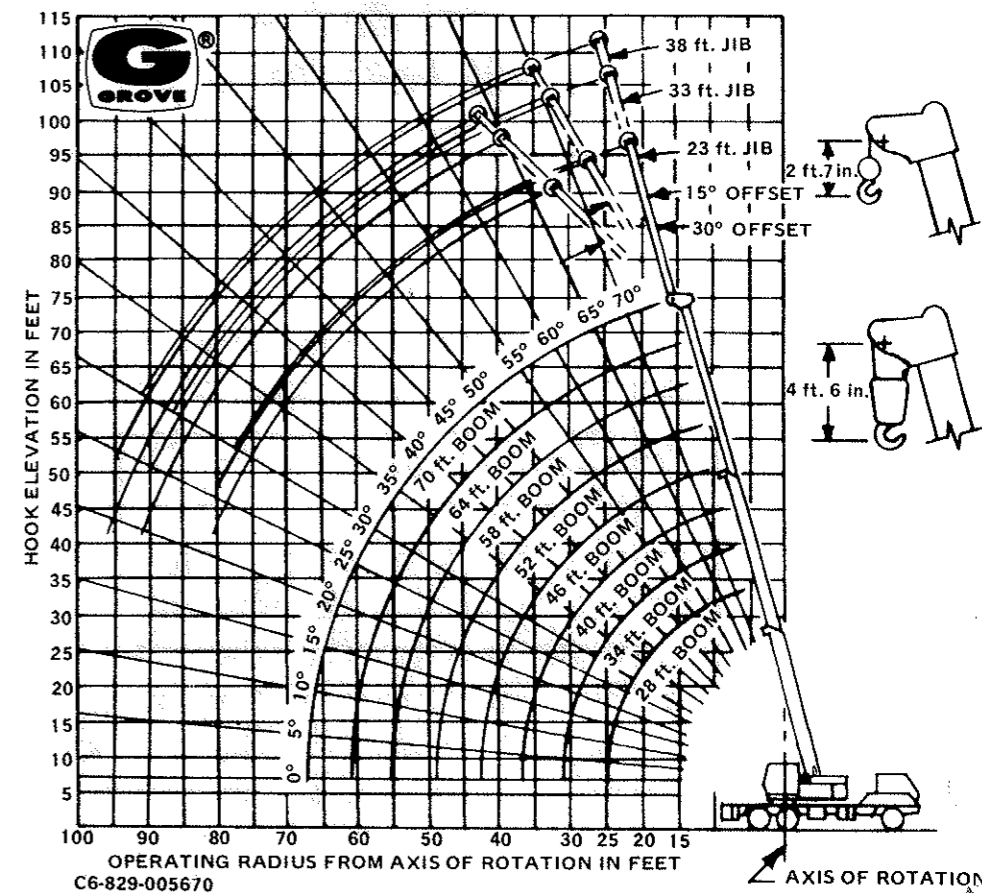 115
110
105
100
95
90
85
80
75
70
65
60
55
50
45
40
35
30
25
20
15
10
5
HOOK ELEVATION IN FEET
G ®
GROVE
38 ft. JIB
33 ft. JIB
23 ft. JIB
15° OFFSET
30° OFFSET
2 ft.7 in.
4 ft. 6 in.
0° 5° 10° 15° 20° 25° 30° 35° 40° 45° 50° 55° 60° 65° 70°
70 ft. BOOM
64 ft. BOOM
58 ft. BOOM
52 ft. BOOM
46 ft. BOOM
40 ft. BOOM
34 ft. BOOM
28 ft. BOOM
100 90 80 70 60 50 40 30 25 20 15
OPERATING RADIUS FROM AXIS OF ROTATION IN FEET
AXIS OF ROTATION
C6-829-005670